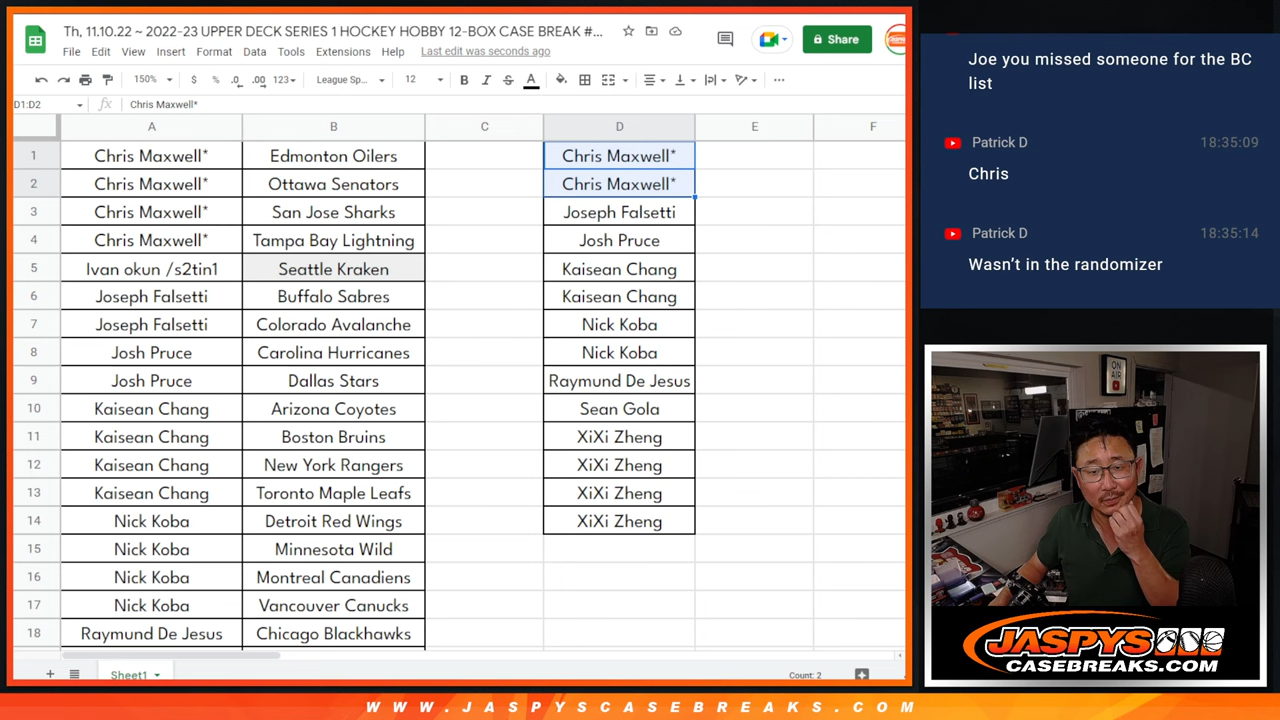 Th, 11.10.22 ~ 2022-23 UPPER DECK SERIES 1 HOCKEY HOBBY 12-BOX CASE BREAK #...
File Edit View Insert Format Data Tools Extensions Help Last edit was seconds ago
Share
150% $ % .0 .00 123 League Sp... 12 B I S A
D1:D2 fx Chris Maxwell*
A B C D E F
1 Chris Maxwell* Edmonton Oilers Chris Maxwell*
2 Chris Maxwell* Ottawa Senators Chris Maxwell*
3 Chris Maxwell* San Jose Sharks Joseph Falsetti
4 Chris Maxwell* Tampa Bay Lightning Josh Pruce
5 Ivan okun /s2tin1 Seattle Kraken Kaisean Chang
6 Joseph Falsetti Buffalo Sabres Kaisean Chang
7 Joseph Falsetti Colorado Avalanche Nick Koba
8 Josh Pruce Carolina Hurricanes Nick Koba
9 Josh Pruce Dallas Stars Raymund De Jesus
10 Kaisean Chang Arizona Coyotes Sean Gola
11 Kaisean Chang Boston Bruins XiXi Zheng
12 Kaisean Chang New York Rangers XiXi Zheng
13 Kaisean Chang Toronto Maple Leafs XiXi Zheng
14 Nick Koba Detroit Red Wings XiXi Zheng
15 Nick Koba Minnesota Wild
16 Nick Koba Montreal Canadiens
17 Nick Koba Vancouver Canucks
18 Raymund De Jesus Chicago Blackhawks
Sheet1
Count: 2
Joe you missed someone for the BC
list
Patrick D 18:35:09
Chris
Patrick D 18:35:14
Wasn't in the randomizer
ON AIR
JASPYS
CASEBREAKS.COM
WWW.JASPYSCASEBREAKS.COM